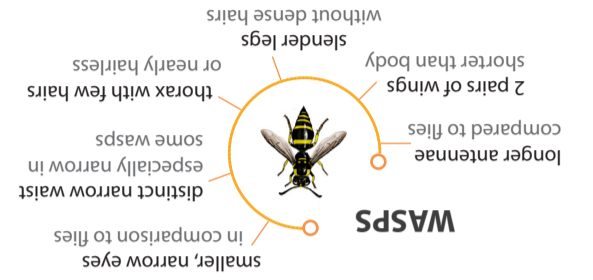 WASPS
smaller, narrow eyes
in comparison to flies
distinct narrow waist
especially narrow in
some wasps
longer antennae
compared to flies
thorax with few hairs
or nearly hairless
2 pairs of wings
shorter than body
slender legs
without dense hairs